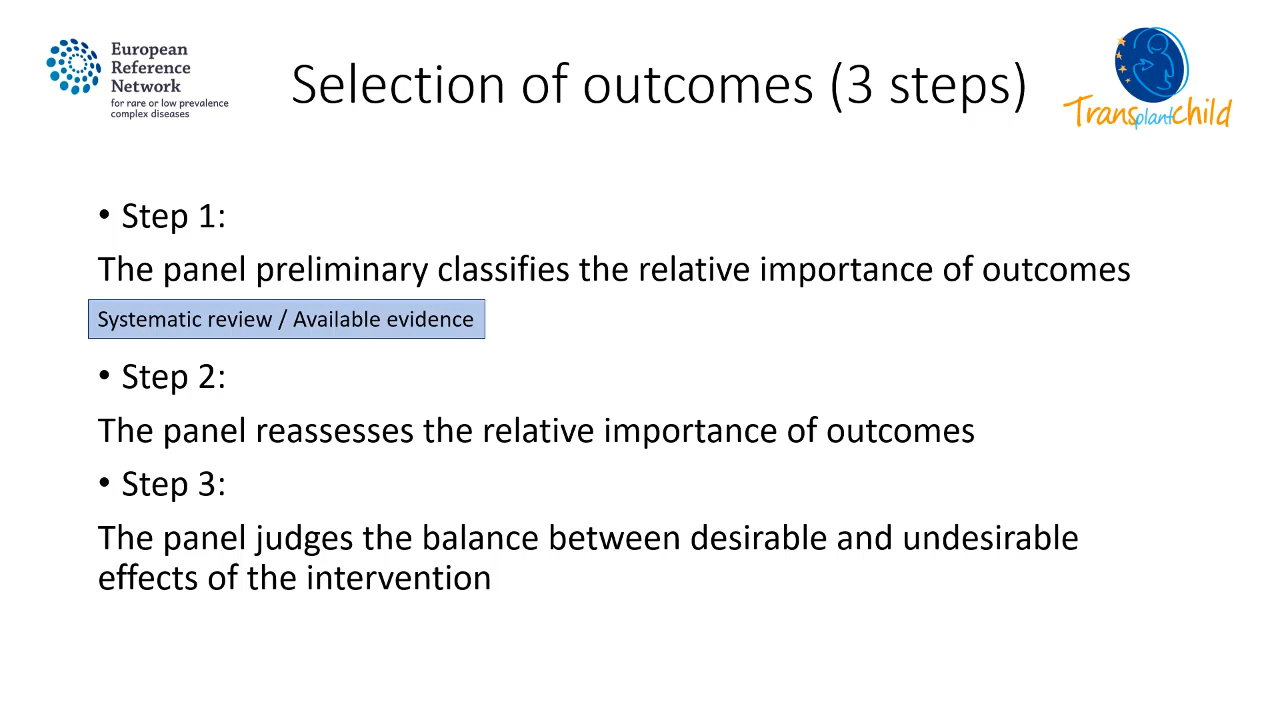 European
Reference
Network
for rare or low prevalence
complex diseases
Selection of outcomes (3 steps)
TransplantChild
• Step 1:
The panel preliminary classifies the relative importance of outcomes
Systematic review / Available evidence
• Step 2:
The panel reassesses the relative importance of outcomes
• Step 3:
The panel judges the balance between desirable and undesirable
effects of the intervention